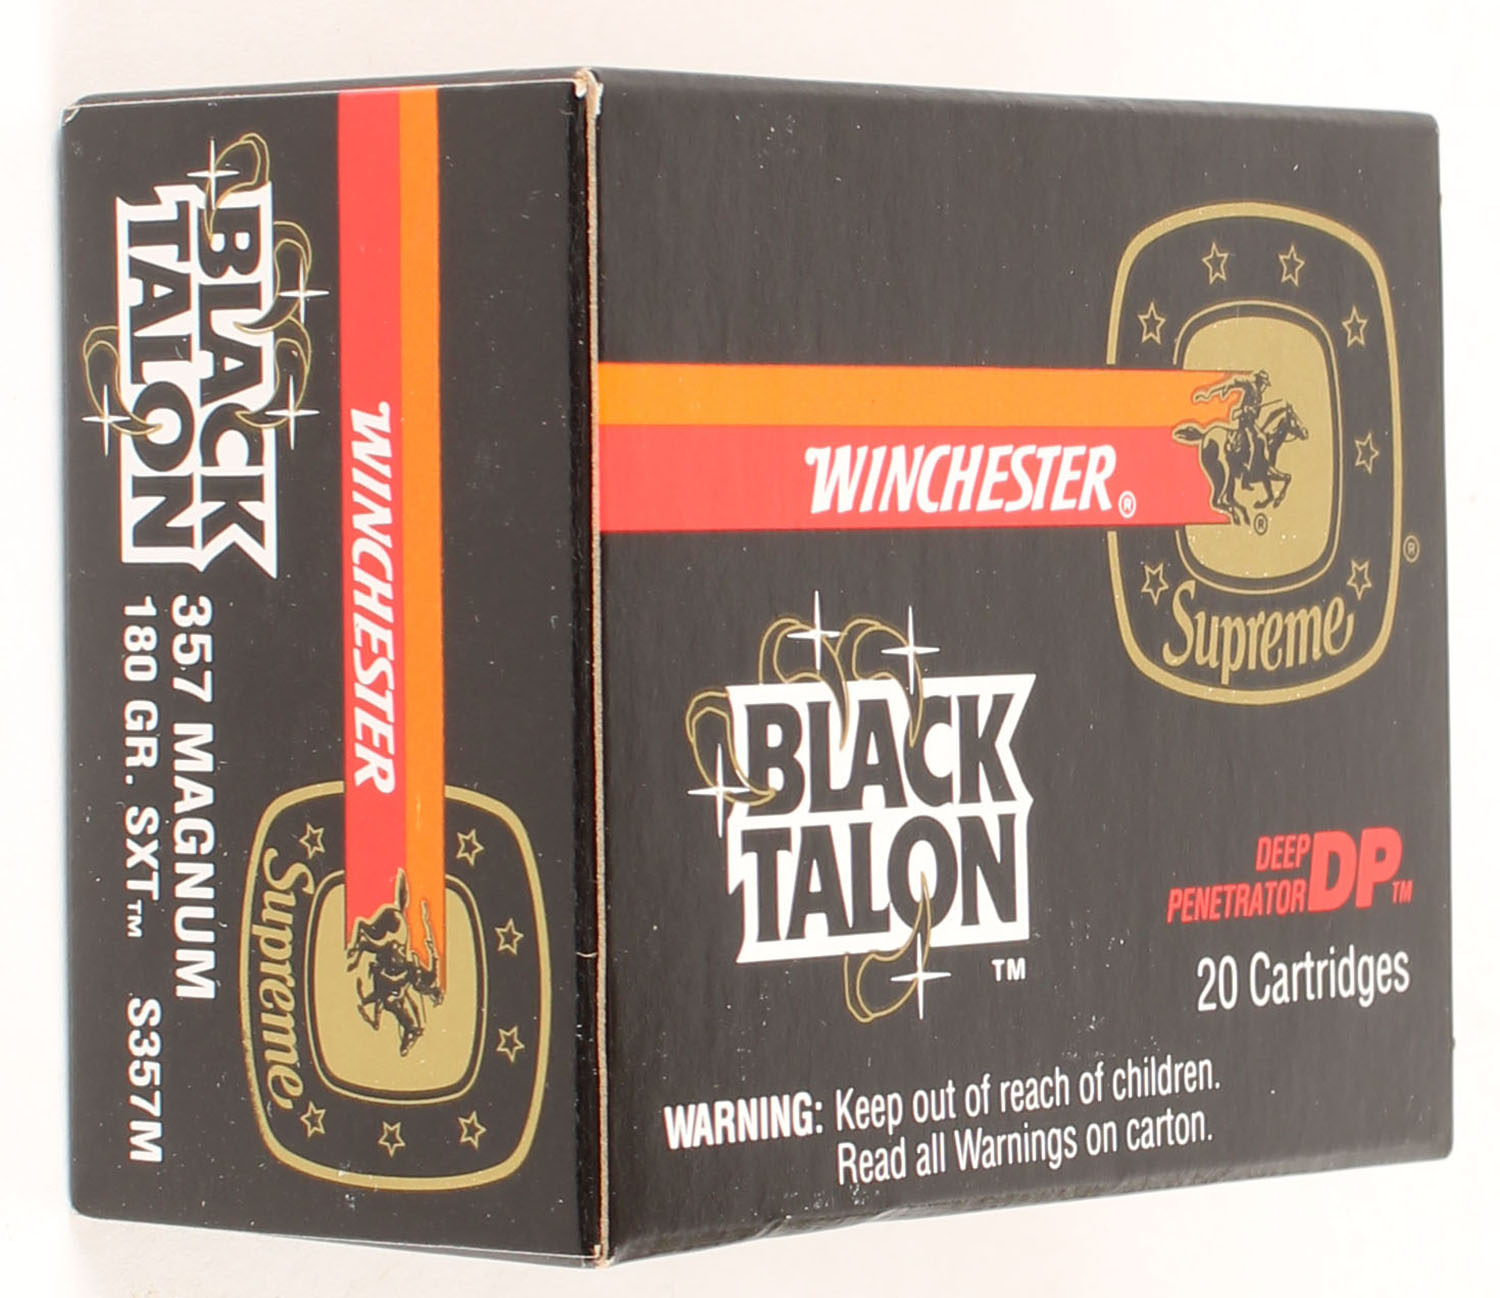 BLACK
TALON
357 MAGNUM
180 GR. SXT™ S357M
WINCHESTER
Supreme
WINCHESTER®
®
®
Supreme
BLACK
TALON
™
DEEP
PENETRATOR DP™
20 Cartridges
WARNING: Keep out of reach of children.
Read all Warnings on carton.